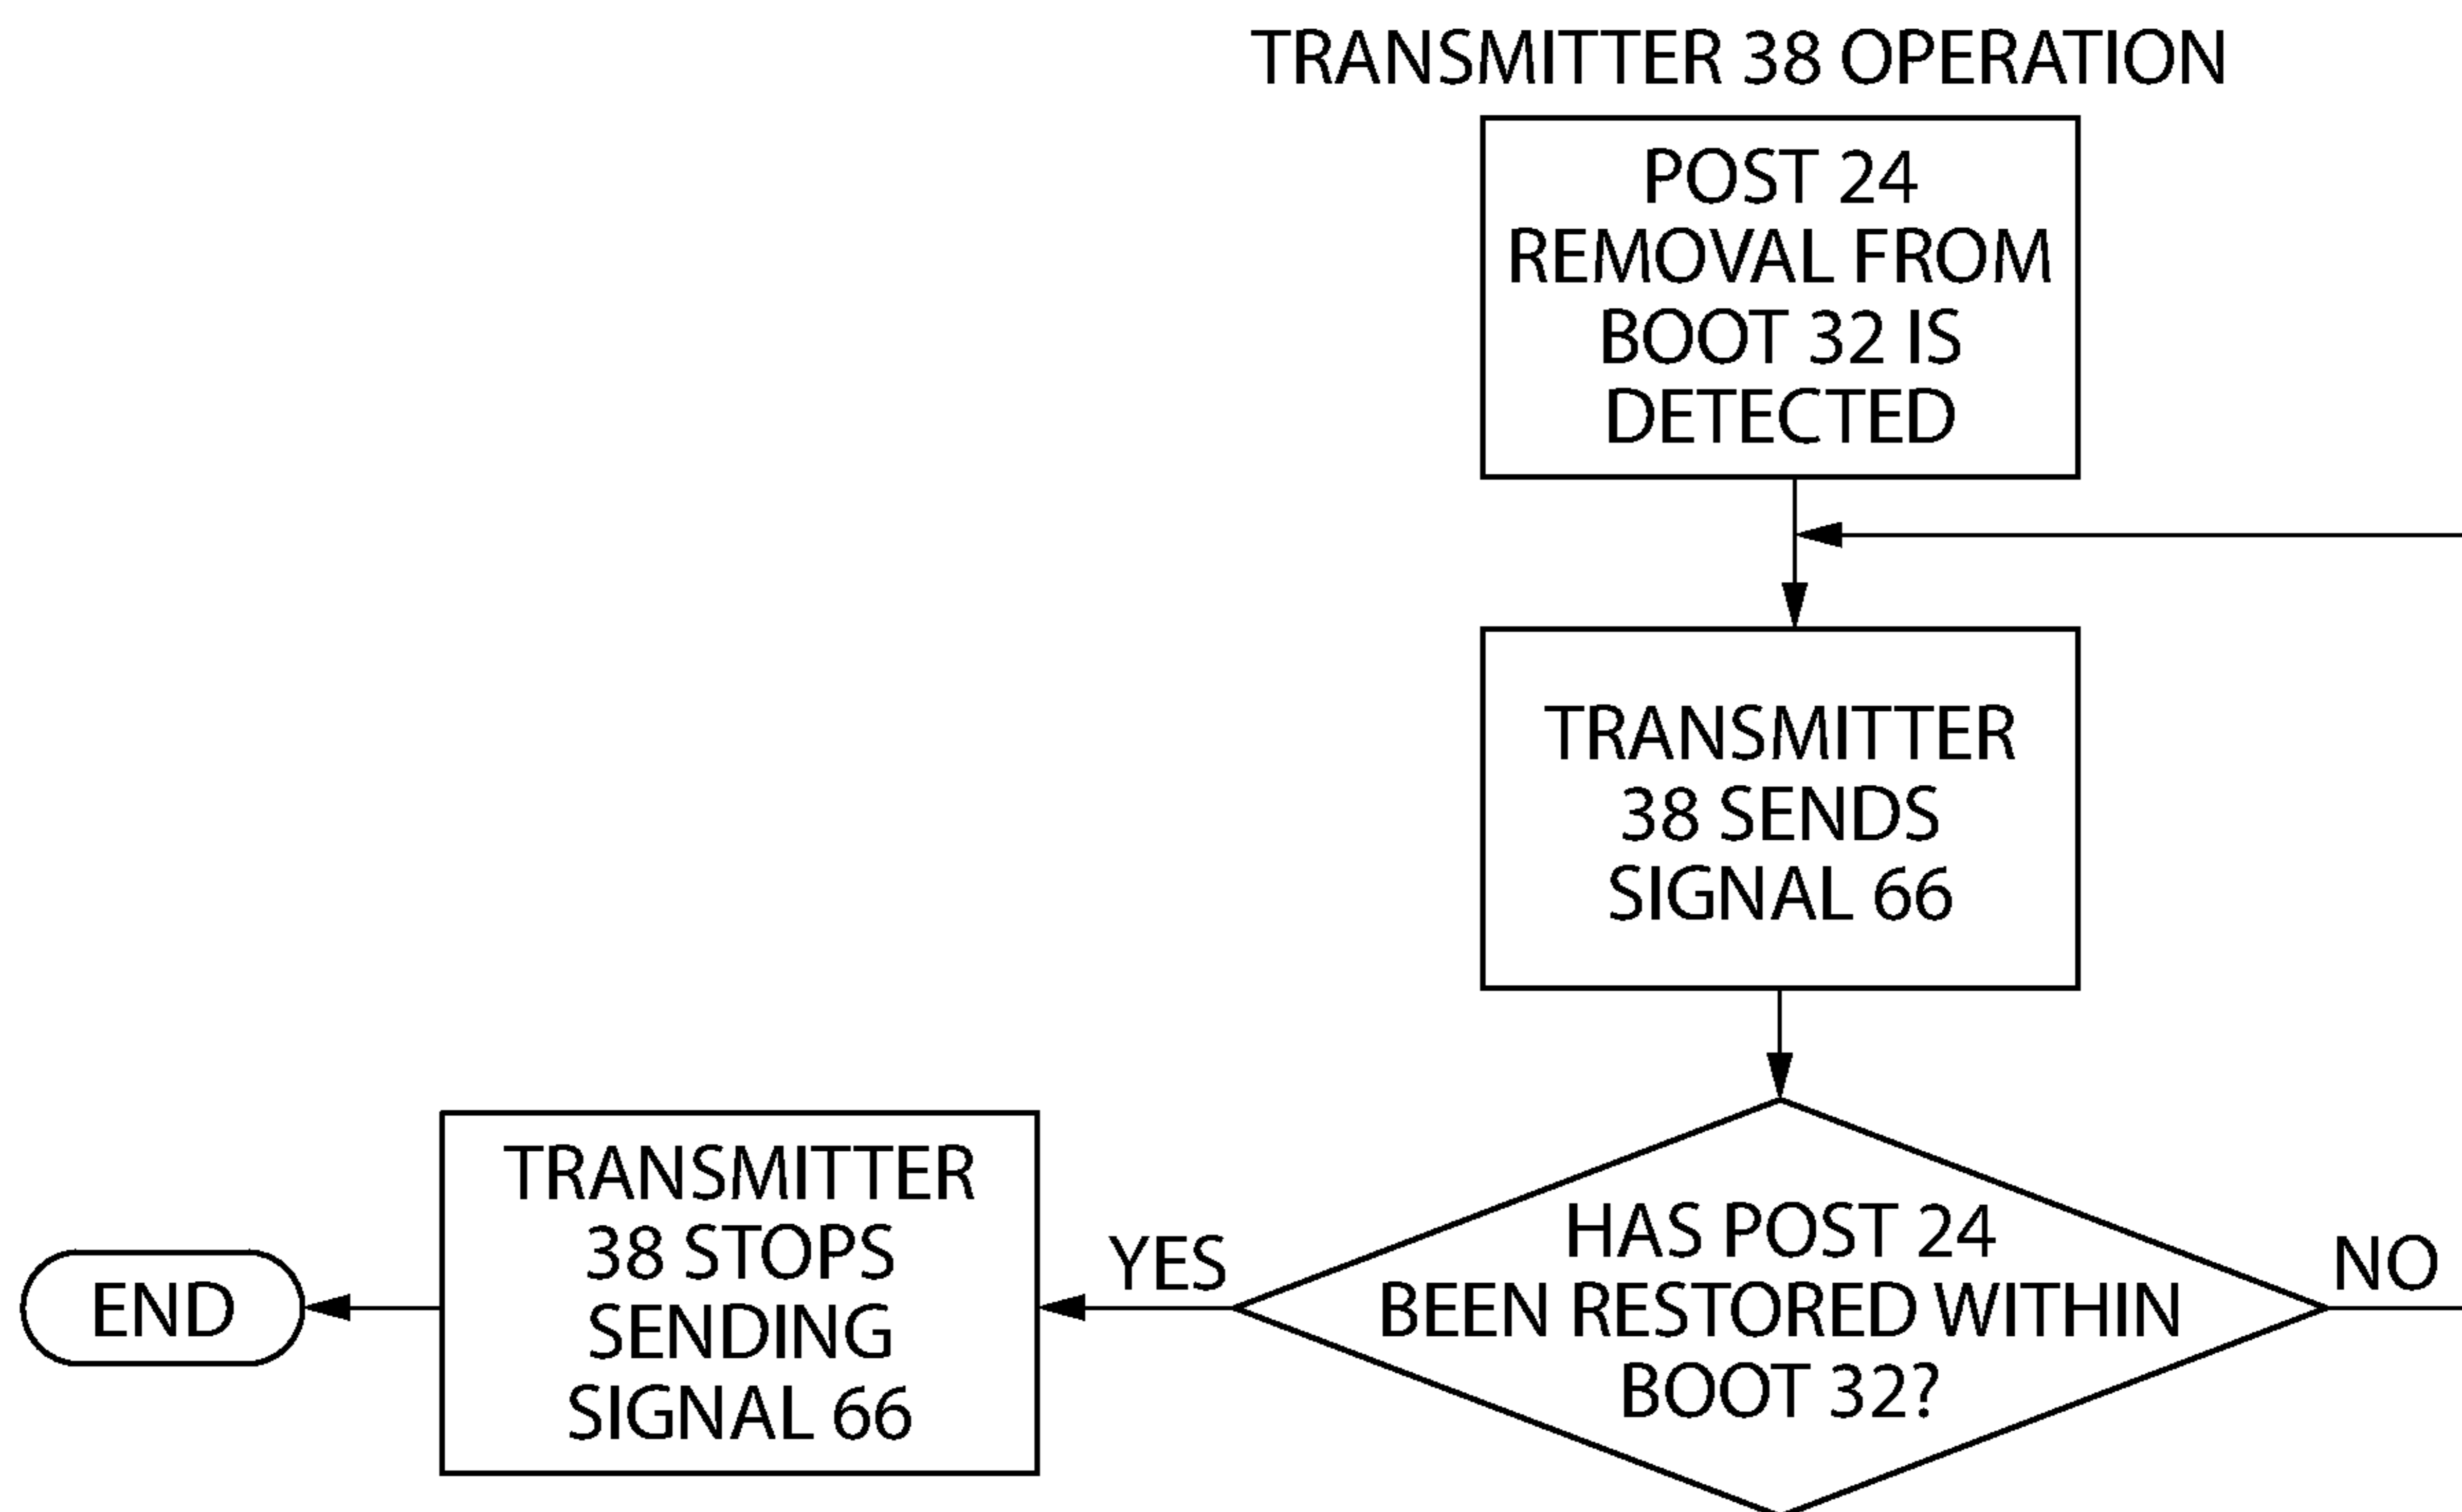 TRANSMITTER 38 OPERATION
POST 24
REMOVAL FROM
BOOT 32 IS
DETECTED
TRANSMITTER
38 SENDS
SIGNAL 66
HAS POST 24
BEEN RESTORED WITHIN
BOOT 32?
YES
NO
TRANSMITTER
38 STOPS
SENDING
SIGNAL 66
END